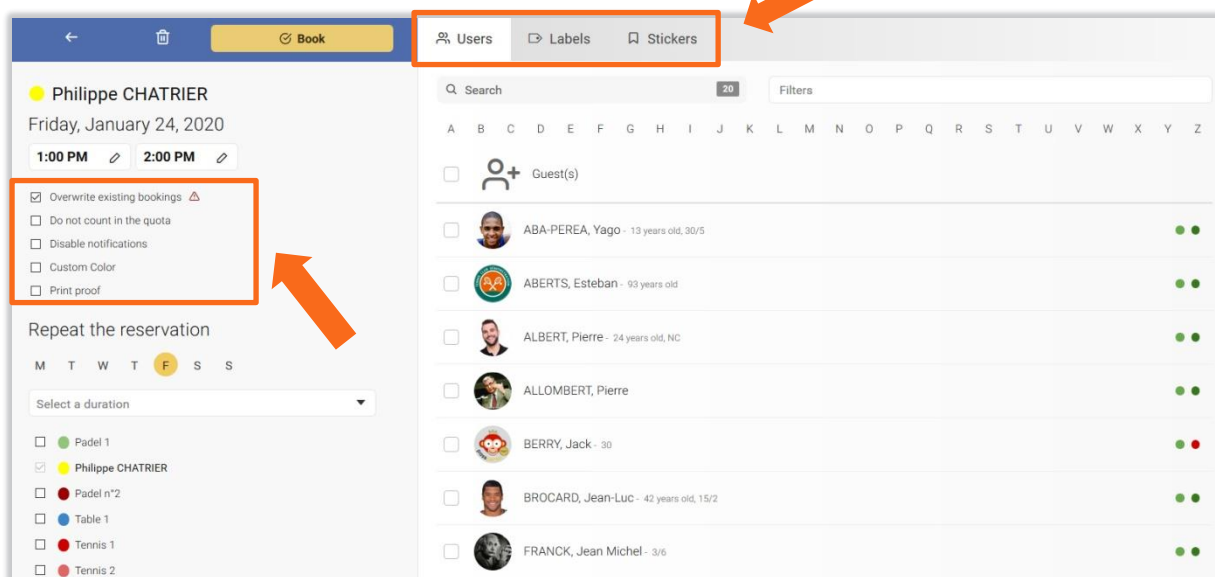 Book
Philippe CHATRIER
Friday, January 24, 2020
1:00 PM 2:00 PM
Overwrite existing bookings
Do not count in the quota
Disable notifications
Custom Color
Print proof
Repeat the reservation
M T W T F S S
Select a duration
Padel 1
Philippe CHATRIER
Padel n°2
Table 1
Tennis 1
Tennis 2
Users Labels Stickers
Search 20 Filters
A B C D E F G H I J K L M N O P Q R S T U V W X Y Z
Guest(s)
ABA-PEREA, Yago - 13 years old, 30/5
ABERTS, Esteban - 93 years old
ALBERT, Pierre - 24 years old, NC
ALLOMBERT, Pierre
BERRY, Jack - 30
BROCARD, Jean-Luc - 42 years old, 15/2
FRANCK, Jean Michel - 3/6